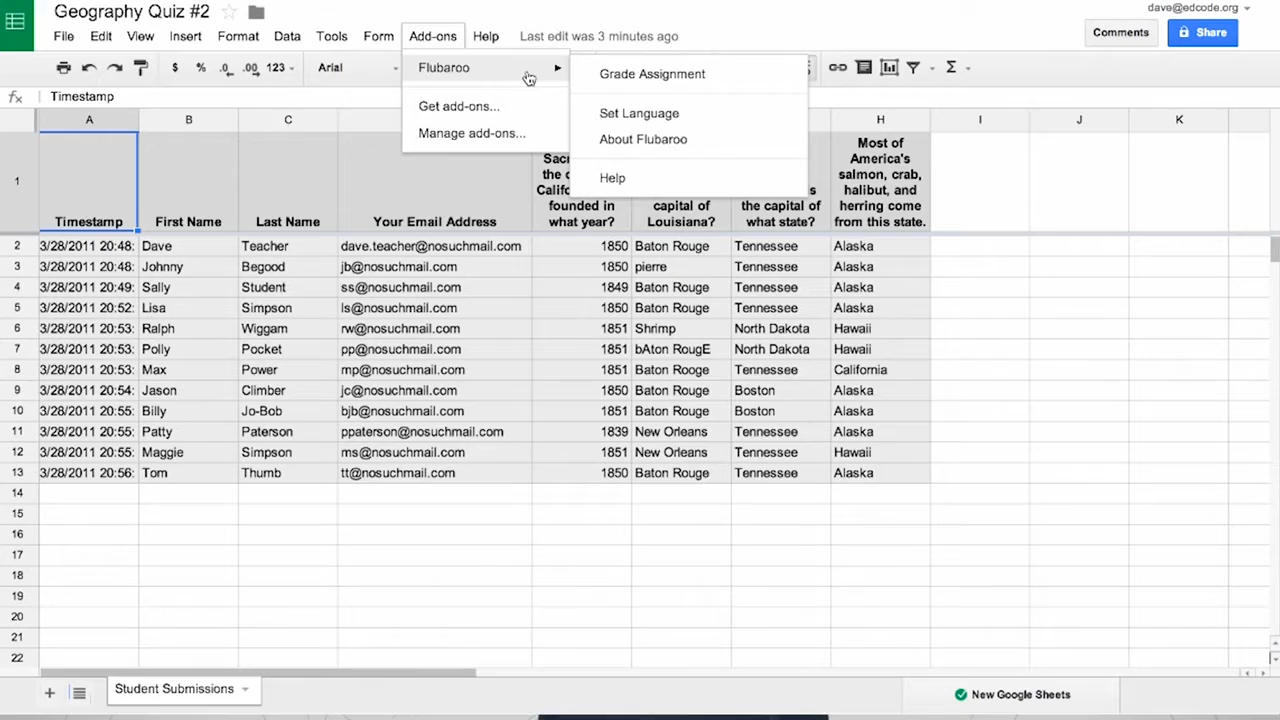 Geography Quiz #2
dave@edcode.org
File Edit View Insert Format Data Tools Form Add-ons Help Last edit was 3 minutes ago
Comments Share
$ % .0 .00 123 Arial Σ
Flubaroo
Get add-ons...
Manage add-ons...
Grade Assignment
Set Language
About Flubaroo
Help
fx Timestamp
A B C H I J K
1 Timestamp First Name Last Name Your Email Address
founded in
what year?
capital of
Louisiana?
the capital of
what state?
Most of
America's
salmon, crab,
halibut, and
herring come
from this state.
2 3/28/2011 20:48: Dave Teacher dave.teacher@nosuchmail.com 1850 Baton Rouge Tennessee Alaska
3 3/28/2011 20:48: Johnny Begood jb@nosuchmail.com 1850 pierre Tennessee Alaska
4 3/28/2011 20:49: Sally Student ss@nosuchmail.com 1849 Baton Rouge Tennessee Alaska
5 3/28/2011 20:52: Lisa Simpson ls@nosuchmail.com 1850 Baton Rouge Tennessee Alaska
6 3/28/2011 20:53: Ralph Wiggam rw@nosuchmail.com 1851 Shrimp North Dakota Hawaii
7 3/28/2011 20:53: Polly Pocket pp@nosuchmail.com 1851 bAton RougE North Dakota Hawaii
8 3/28/2011 20:53: Max Power mp@nosuchmail.com 1851 Baton Rooge Tennessee California
9 3/28/2011 20:54: Jason Climber jc@nosuchmail.com 1850 Baton Rouge Boston Alaska
10 3/28/2011 20:55: Billy Jo-Bob bjb@nosuchmail.com 1851 Baton Rouge Boston Alaska
11 3/28/2011 20:55: Patty Paterson ppaterson@nosuchmail.com 1839 New Orleans Tennessee Alaska
12 3/28/2011 20:55: Maggie Simpson ms@nosuchmail.com 1851 New Orleans Tennessee Hawaii
13 3/28/2011 20:56: Tom Thumb tt@nosuchmail.com 1850 Baton Rouge Tennessee Alaska
14
15
16
17
18
19
20
21
22
+ Student Submissions
New Google Sheets